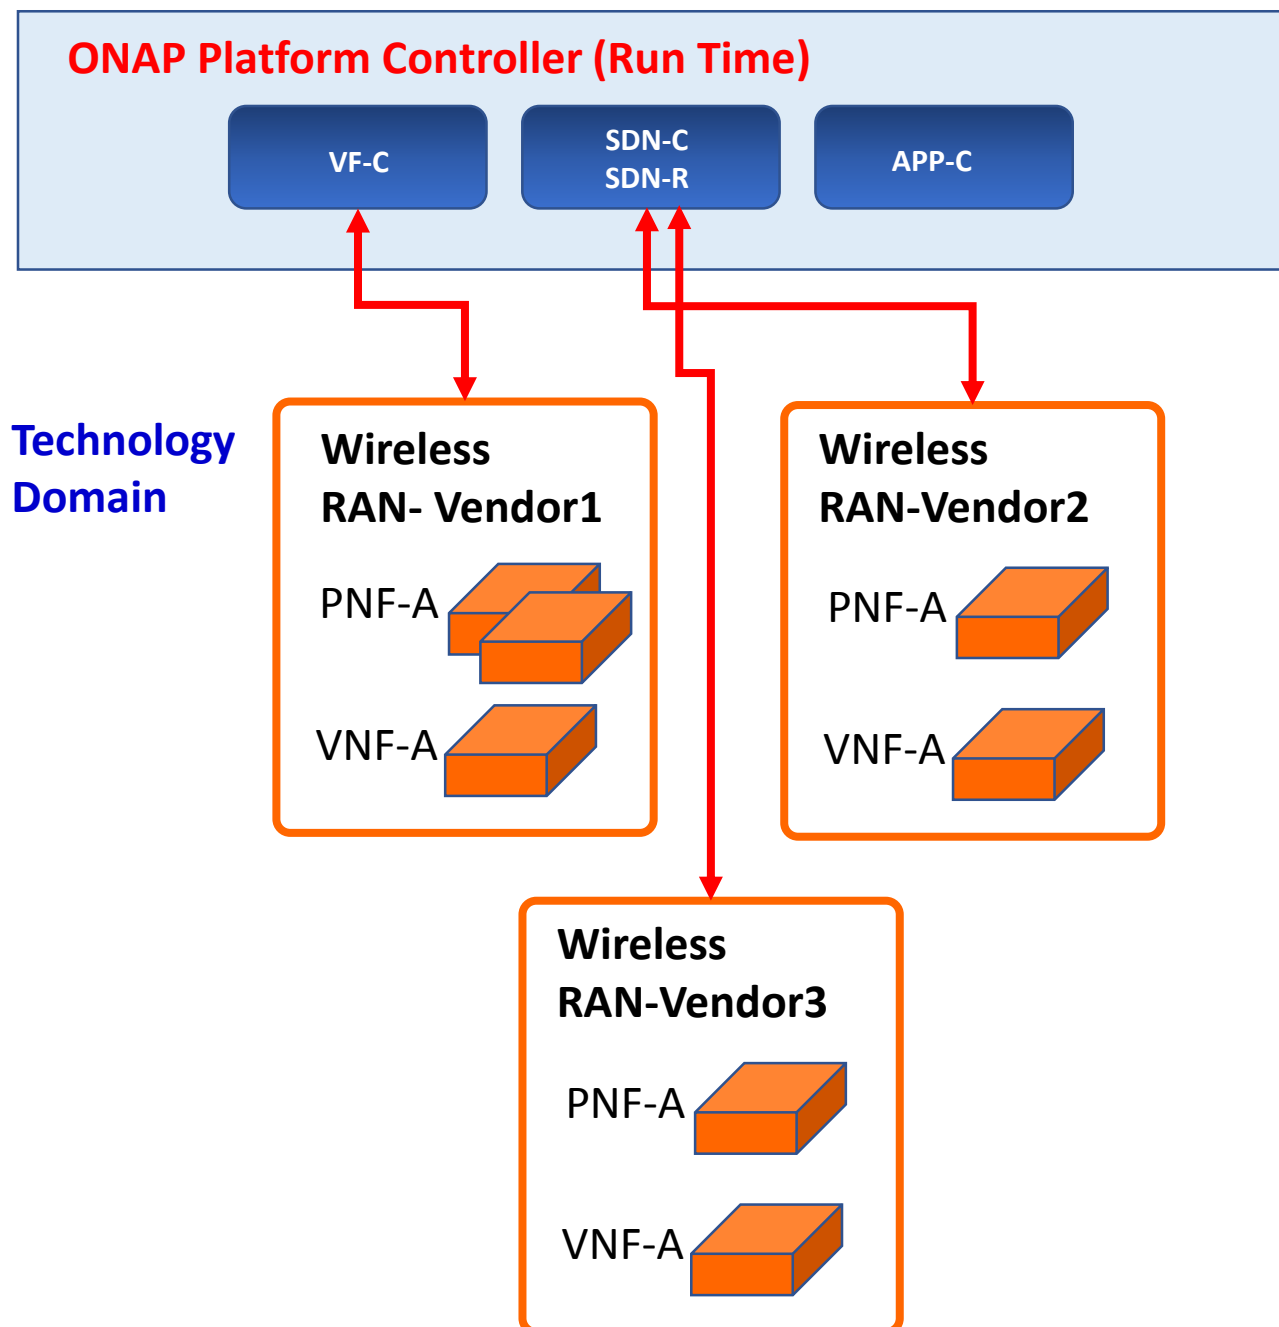 ONAP Platform Controller (Run Time)
VF-C
SDN-C
SDN-R
APP-C
Technology
Domain
Wireless
RAN- Vendor1
PNF-A
VNF-A
Wireless
RAN-Vendor2
PNF-A
VNF-A
Wireless
RAN-Vendor3
PNF-A
VNF-A